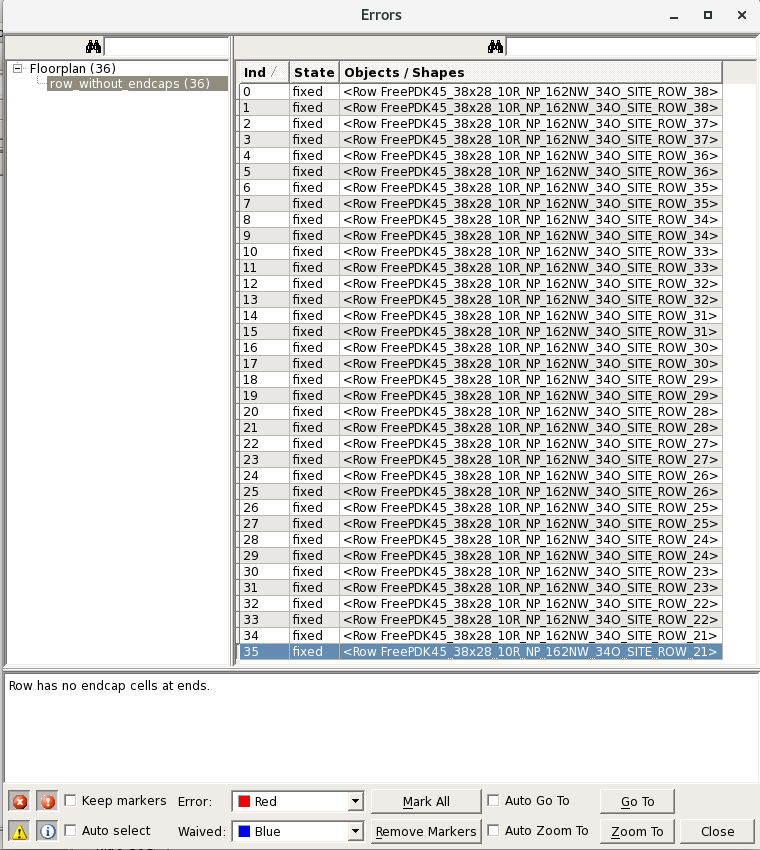 Errors
Floorplan (36)
row_without_endcaps (36)
Ind / State Objects / Shapes
0 fixed <Row FreePDK45_38x28_10R_NP_162NW_34O_SITE_ROW_38>
1 fixed <Row FreePDK45_38x28_10R_NP_162NW_34O_SITE_ROW_38>
2 fixed <Row FreePDK45_38x28_10R_NP_162NW_34O_SITE_ROW_37>
3 fixed <Row FreePDK45_38x28_10R_NP_162NW_34O_SITE_ROW_37>
4 fixed <Row FreePDK45_38x28_10R_NP_162NW_34O_SITE_ROW_36>
5 fixed <Row FreePDK45_38x28_10R_NP_162NW_34O_SITE_ROW_36>
6 fixed <Row FreePDK45_38x28_10R_NP_162NW_34O_SITE_ROW_35>
7 fixed <Row FreePDK45_38x28_10R_NP_162NW_34O_SITE_ROW_35>
8 fixed <Row FreePDK45_38x28_10R_NP_162NW_34O_SITE_ROW_34>
9 fixed <Row FreePDK45_38x28_10R_NP_162NW_34O_SITE_ROW_34>
10 fixed <Row FreePDK45_38x28_10R_NP_162NW_34O_SITE_ROW_33>
11 fixed <Row FreePDK45_38x28_10R_NP_162NW_34O_SITE_ROW_33>
12 fixed <Row FreePDK45_38x28_10R_NP_162NW_34O_SITE_ROW_32>
13 fixed <Row FreePDK45_38x28_10R_NP_162NW_34O_SITE_ROW_32>
14 fixed <Row FreePDK45_38x28_10R_NP_162NW_34O_SITE_ROW_31>
15 fixed <Row FreePDK45_38x28_10R_NP_162NW_34O_SITE_ROW_31>
16 fixed <Row FreePDK45_38x28_10R_NP_162NW_34O_SITE_ROW_30>
17 fixed <Row FreePDK45_38x28_10R_NP_162NW_34O_SITE_ROW_30>
18 fixed <Row FreePDK45_38x28_10R_NP_162NW_34O_SITE_ROW_29>
19 fixed <Row FreePDK45_38x28_10R_NP_162NW_34O_SITE_ROW_29>
20 fixed <Row FreePDK45_38x28_10R_NP_162NW_34O_SITE_ROW_28>
21 fixed <Row FreePDK45_38x28_10R_NP_162NW_34O_SITE_ROW_28>
22 fixed <Row FreePDK45_38x28_10R_NP_162NW_34O_SITE_ROW_27>
23 fixed <Row FreePDK45_38x28_10R_NP_162NW_34O_SITE_ROW_27>
24 fixed <Row FreePDK45_38x28_10R_NP_162NW_34O_SITE_ROW_26>
25 fixed <Row FreePDK45_38x28_10R_NP_162NW_34O_SITE_ROW_26>
26 fixed <Row FreePDK45_38x28_10R_NP_162NW_34O_SITE_ROW_25>
27 fixed <Row FreePDK45_38x28_10R_NP_162NW_34O_SITE_ROW_25>
28 fixed <Row FreePDK45_38x28_10R_NP_162NW_34O_SITE_ROW_24>
29 fixed <Row FreePDK45_38x28_10R_NP_162NW_34O_SITE_ROW_24>
30 fixed <Row FreePDK45_38x28_10R_NP_162NW_34O_SITE_ROW_23>
31 fixed <Row FreePDK45_38x28_10R_NP_162NW_34O_SITE_ROW_23>
32 fixed <Row FreePDK45_38x28_10R_NP_162NW_34O_SITE_ROW_22>
33 fixed <Row FreePDK45_38x28_10R_NP_162NW_34O_SITE_ROW_22>
34 fixed <Row FreePDK45_38x28_10R_NP_162NW_34O_SITE_ROW_21>
35 fixed <Row FreePDK45_38x28_10R_NP_162NW_34O_SITE_ROW_21>
Row has no endcap cells at ends.
Keep markers Error: Red Mark All Auto Go To Go To
Auto select Waived: Blue Remove Markers Auto Zoom To Zoom To Close